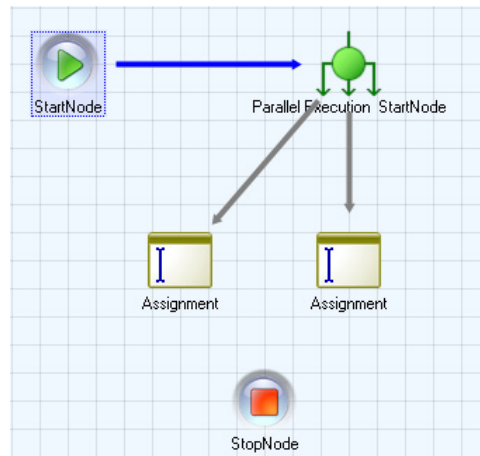 StartNode
Parallel Execution StartNode
Assignment
Assignment
StopNode